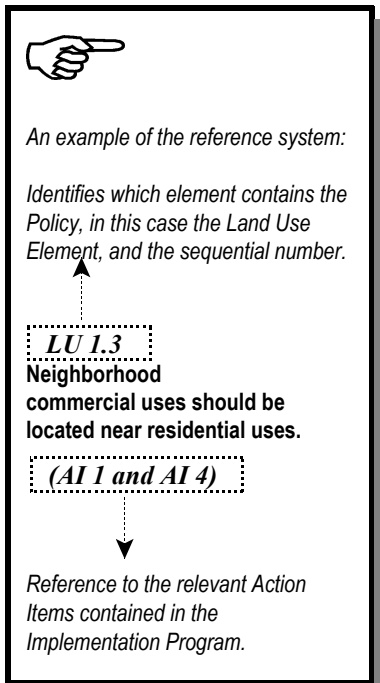 An example of the reference system:
Identifies which element contains the
Policy, in this case the Land Use
Element, and the sequential number.
LU 1.3
Neighborhood
commercial uses should be
located near residential uses.
(AI 1 and AI 4)
Reference to the relevant Action
Items contained in the
Implementation Program.